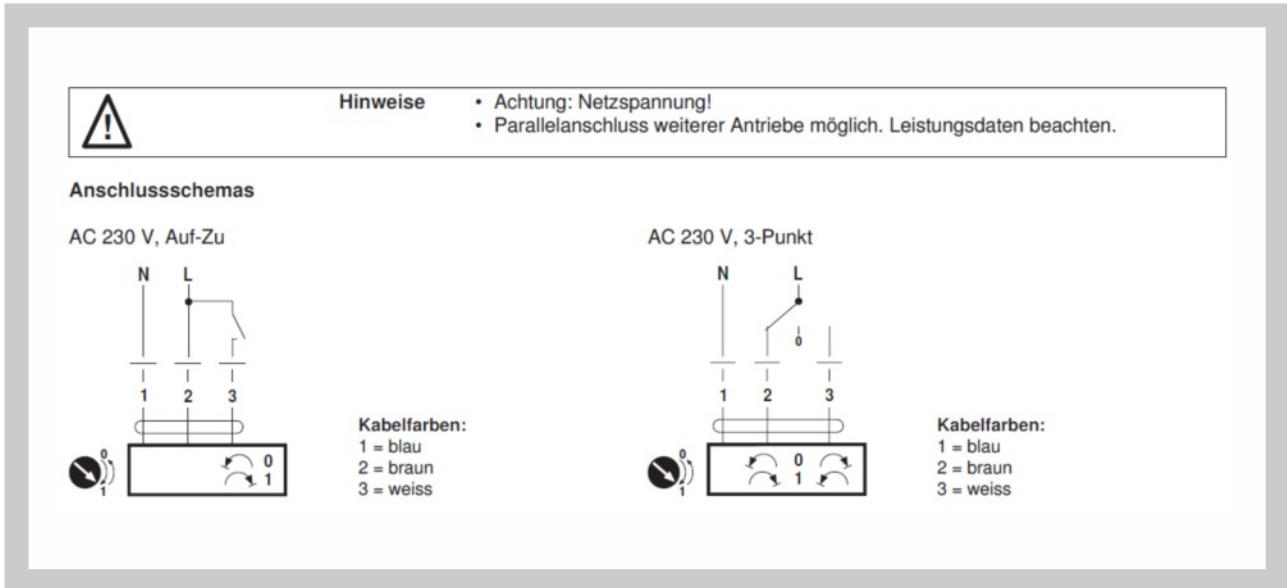 Hinweise
• Achtung: Netzspannung!
• Parallelanschluss weiterer Antriebe möglich. Leistungsdaten beachten.
Anschlussschemas
AC 230 V, Auf-Zu
N L
1 2 3
0
1
0
1
Kabelfarben:
1 = blau
2 = braun
3 = weiss
AC 230 V, 3-Punkt
N L
0
1 2 3
0
1
0
1
Kabelfarben:
1 = blau
2 = braun
3 = weiss